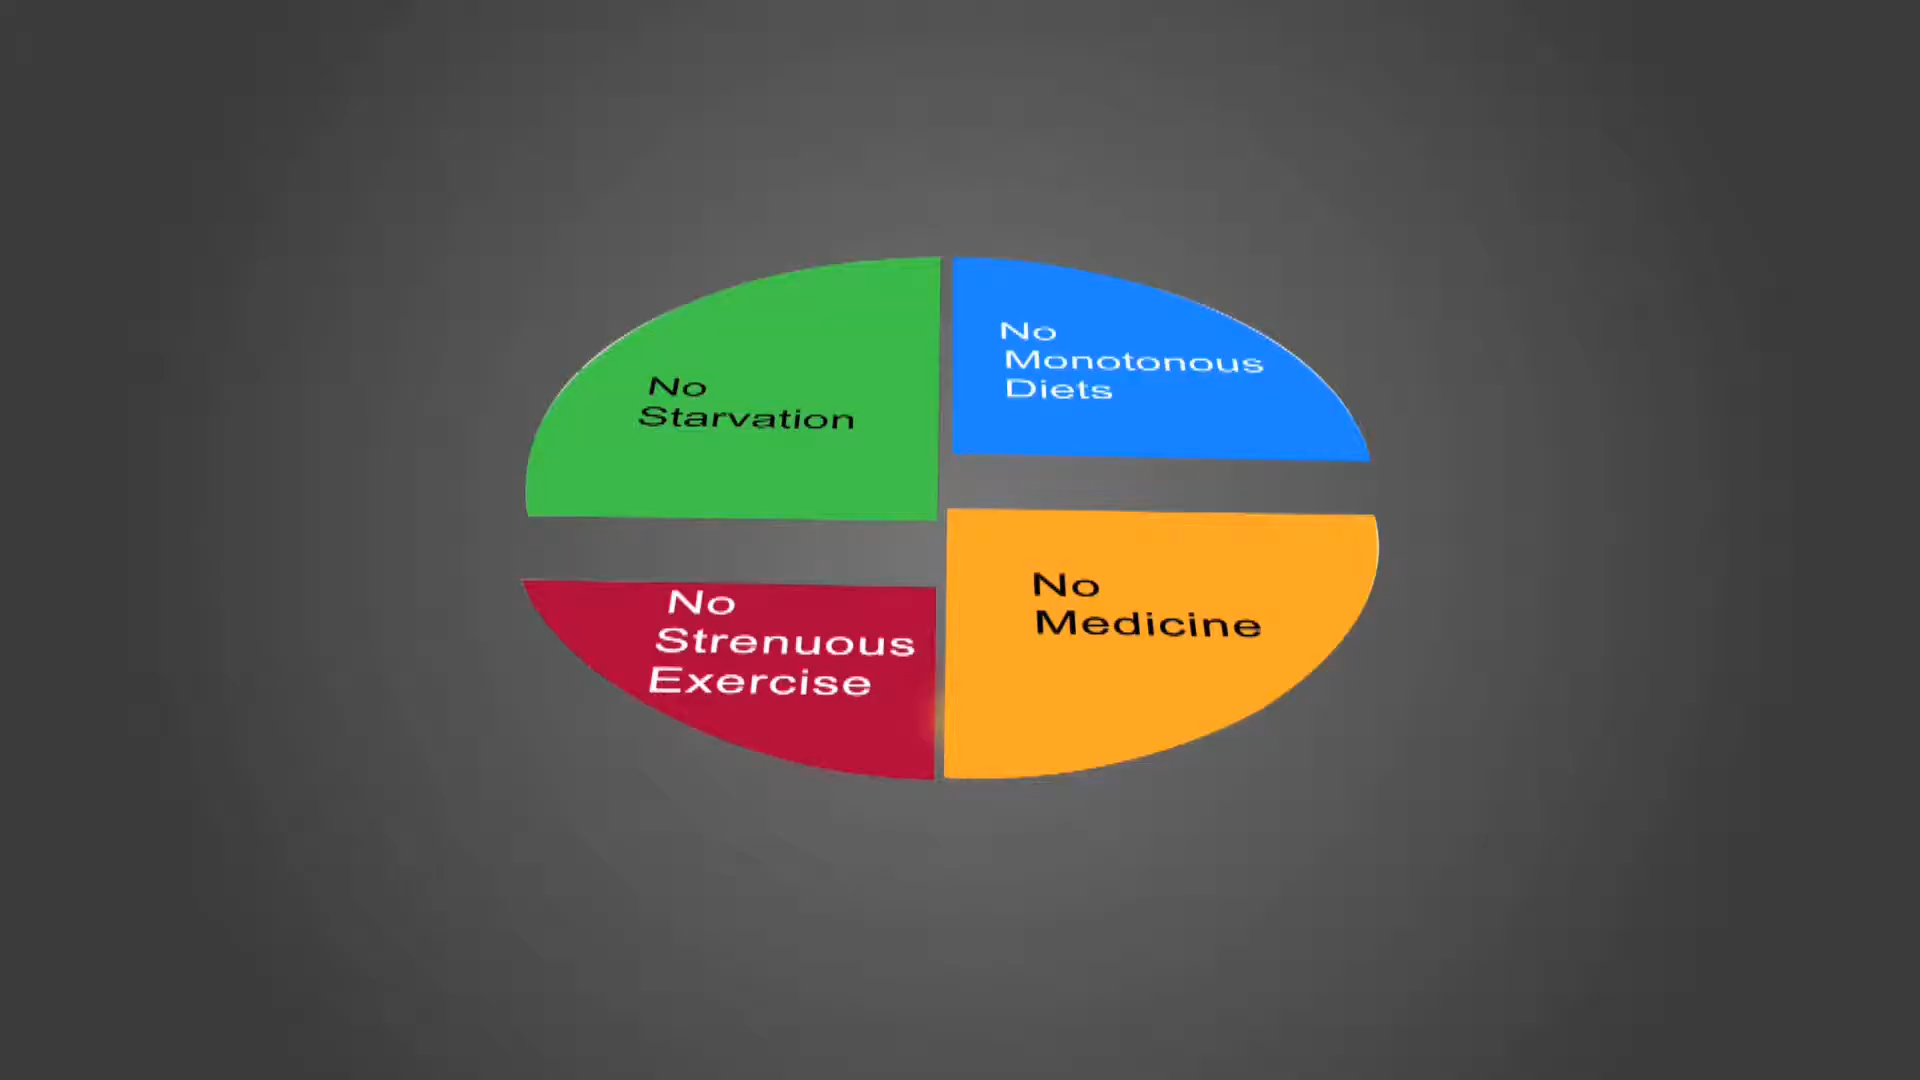 No
Starvation
No
Monotonous
Diets
No
Strenuous
Exercise
No
Medicine